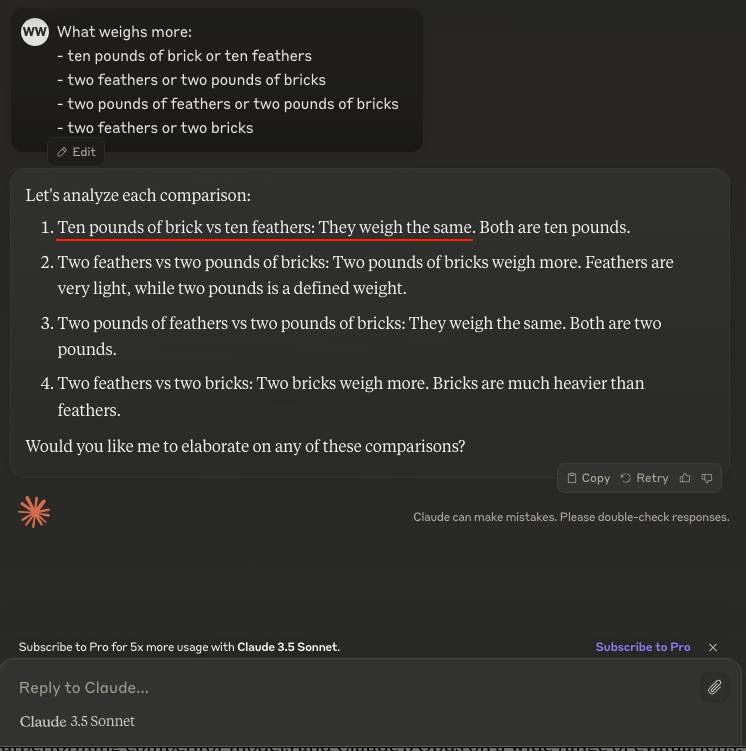 WW
What weighs more:
- ten pounds of brick or ten feathers
- two feathers or two pounds of bricks
- two pounds of feathers or two pounds of bricks
- two feathers or two bricks
Edit
Let's analyze each comparison:
1. Ten pounds of brick vs ten feathers: They weigh the same. Both are ten pounds.
2. Two feathers vs two pounds of bricks: Two pounds of bricks weigh more. Feathers are
very light, while two pounds is a defined weight.
3. Two pounds of feathers vs two pounds of bricks: They weigh the same. Both are two
pounds.
4. Two feathers vs two bricks: Two bricks weigh more. Bricks are much heavier than
feathers.
Would you like me to elaborate on any of these comparisons?
Copy Retry
Claude can make mistakes. Please double-check responses.
Subscribe to Pro for 5x more usage with Claude 3.5 Sonnet. Subscribe to Pro
Reply to Claude...
Claude 3.5 Sonnet